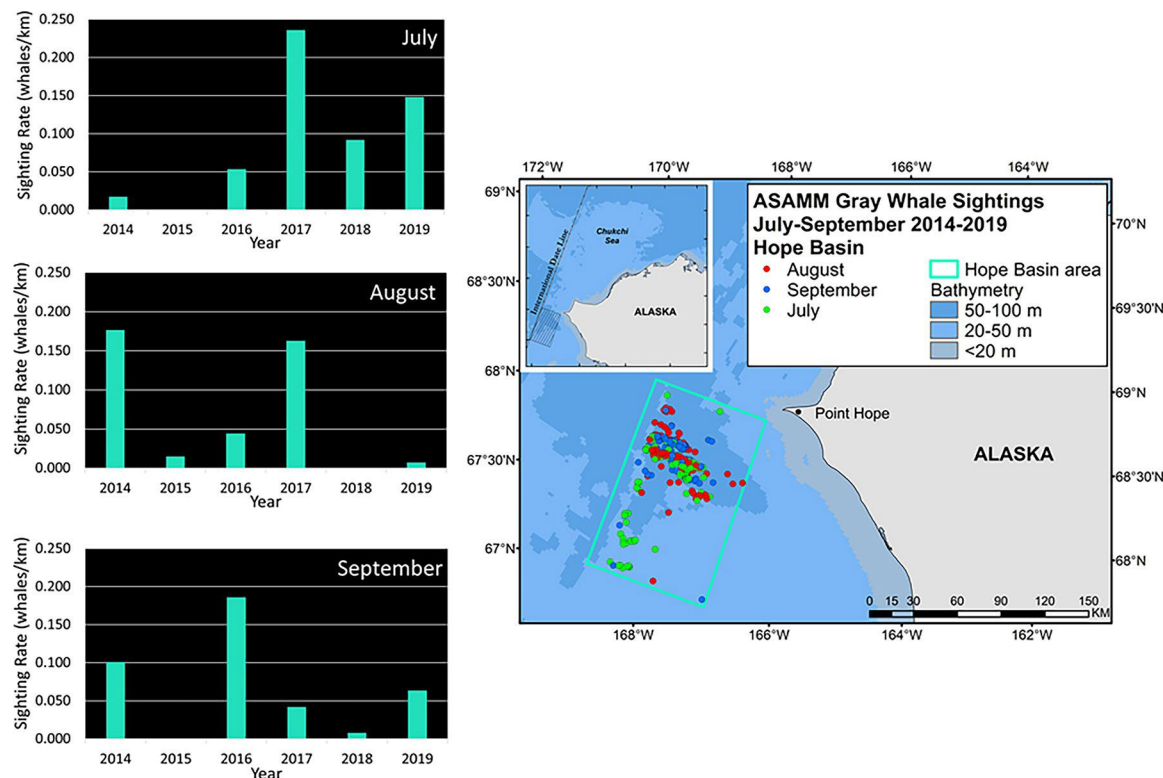 0.250
0.200
0.150
0.100
0.050
0.000
Sighting Rate (whales/km)
July
2014 2015 2016 2017 2018 2019
Year
0.250
0.200
0.150
0.100
0.050
0.000
Sighting Rate (whales/km)
August
2014 2015 2016 2017 2018 2019
Year
0.250
0.200
0.150
0.100
0.050
0.000
Sighting Rate (whales/km)
September
2014 2015 2016 2017 2018 2019
Year
172°W 170°W 168°W 166°W 164°W
69°N
68°30'N
68°N
67°30'N
67°N
70°N
69°30'N
69°N
68°30'N
68°N
168°W 166°W 164°W 162°W
International Date Line
Chukchi
Sea
ALASKA
ASAMM Gray Whale Sightings
July-September 2014-2019
Hope Basin
August
September
July
Hope Basin area
Bathymetry
50-100 m
20-50 m
<20 m
Point Hope
ALASKA
0 15 30 60 90 120 150
KM